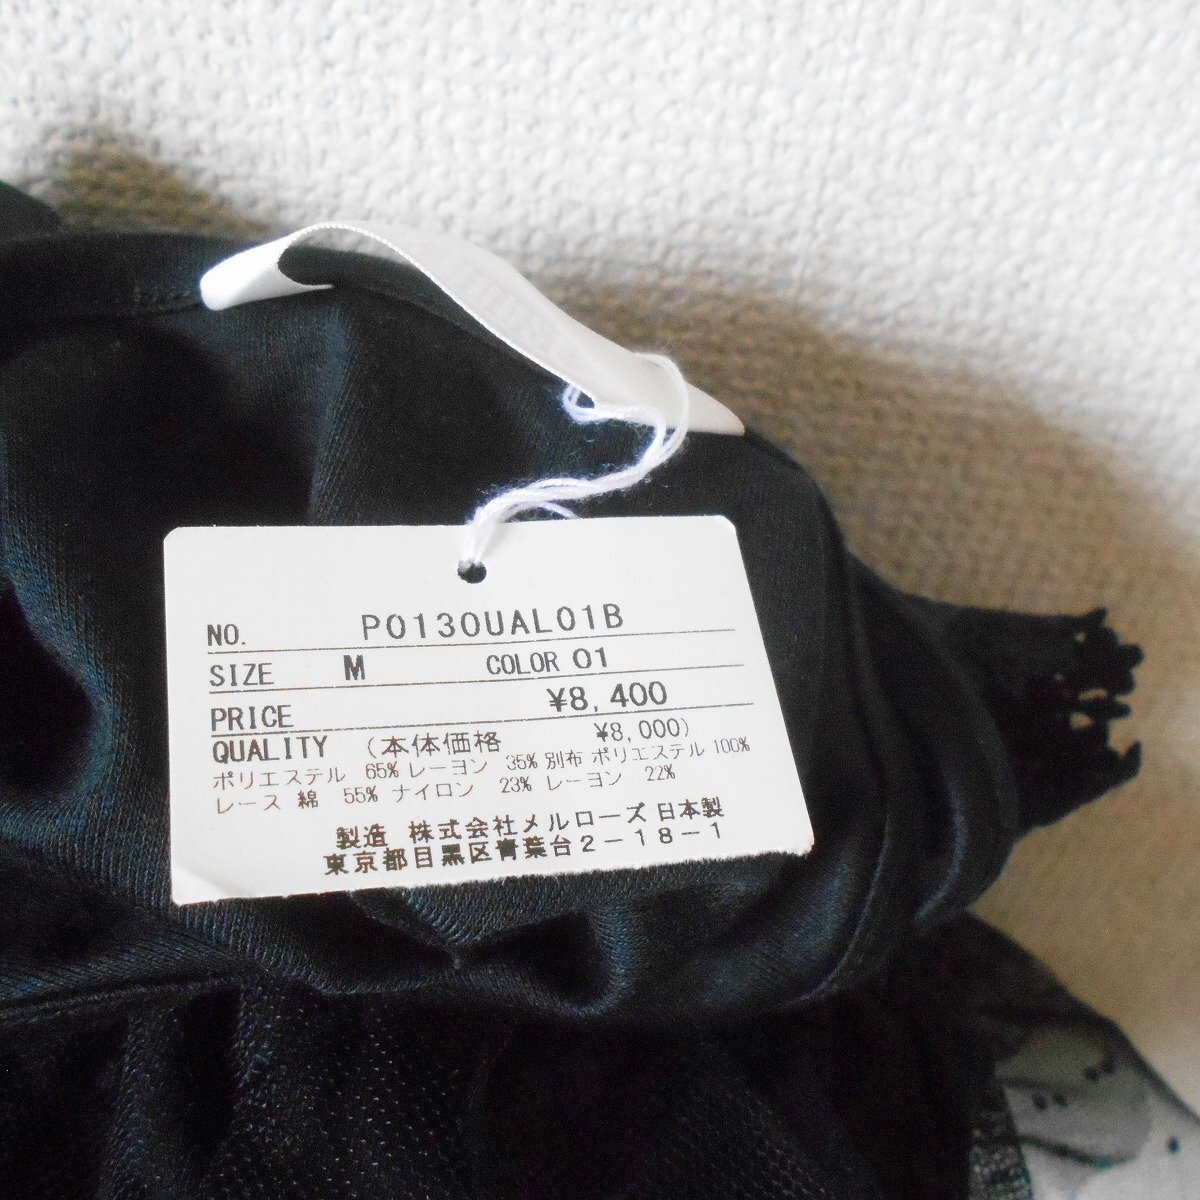 NO. P0130UAL01B
SIZE M COLOR 01
PRICE ¥8,400
QUALITY (本体価格 ¥8,000)
ポリエステル 65% レーヨン 35% 別布 ポリエステル 100%
レース 綿 55% ナイロン 23% レーヨン 22%
製造 株式会社メルローズ 日本製
東京都目黒区青葉台2-18-1